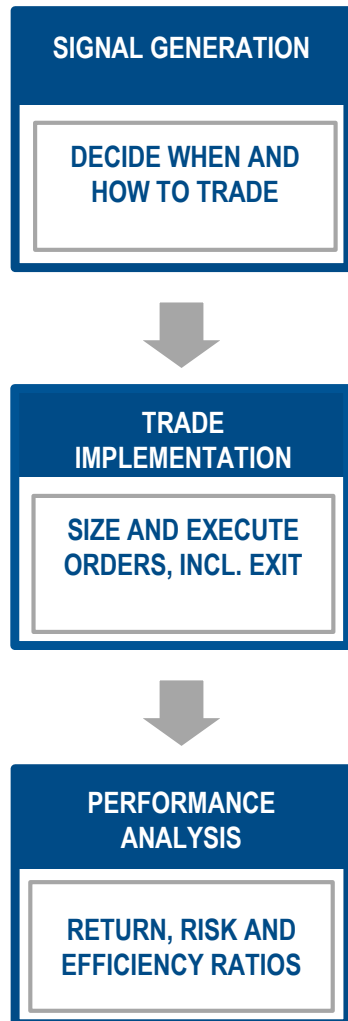 SIGNAL GENERATION
DECIDE WHEN AND
HOW TO TRADE
TRADE
IMPLEMENTATION
SIZE AND EXECUTE
ORDERS, INCL. EXIT
PERFORMANCE
ANALYSIS
RETURN, RISK AND
EFFICIENCY RATIOS